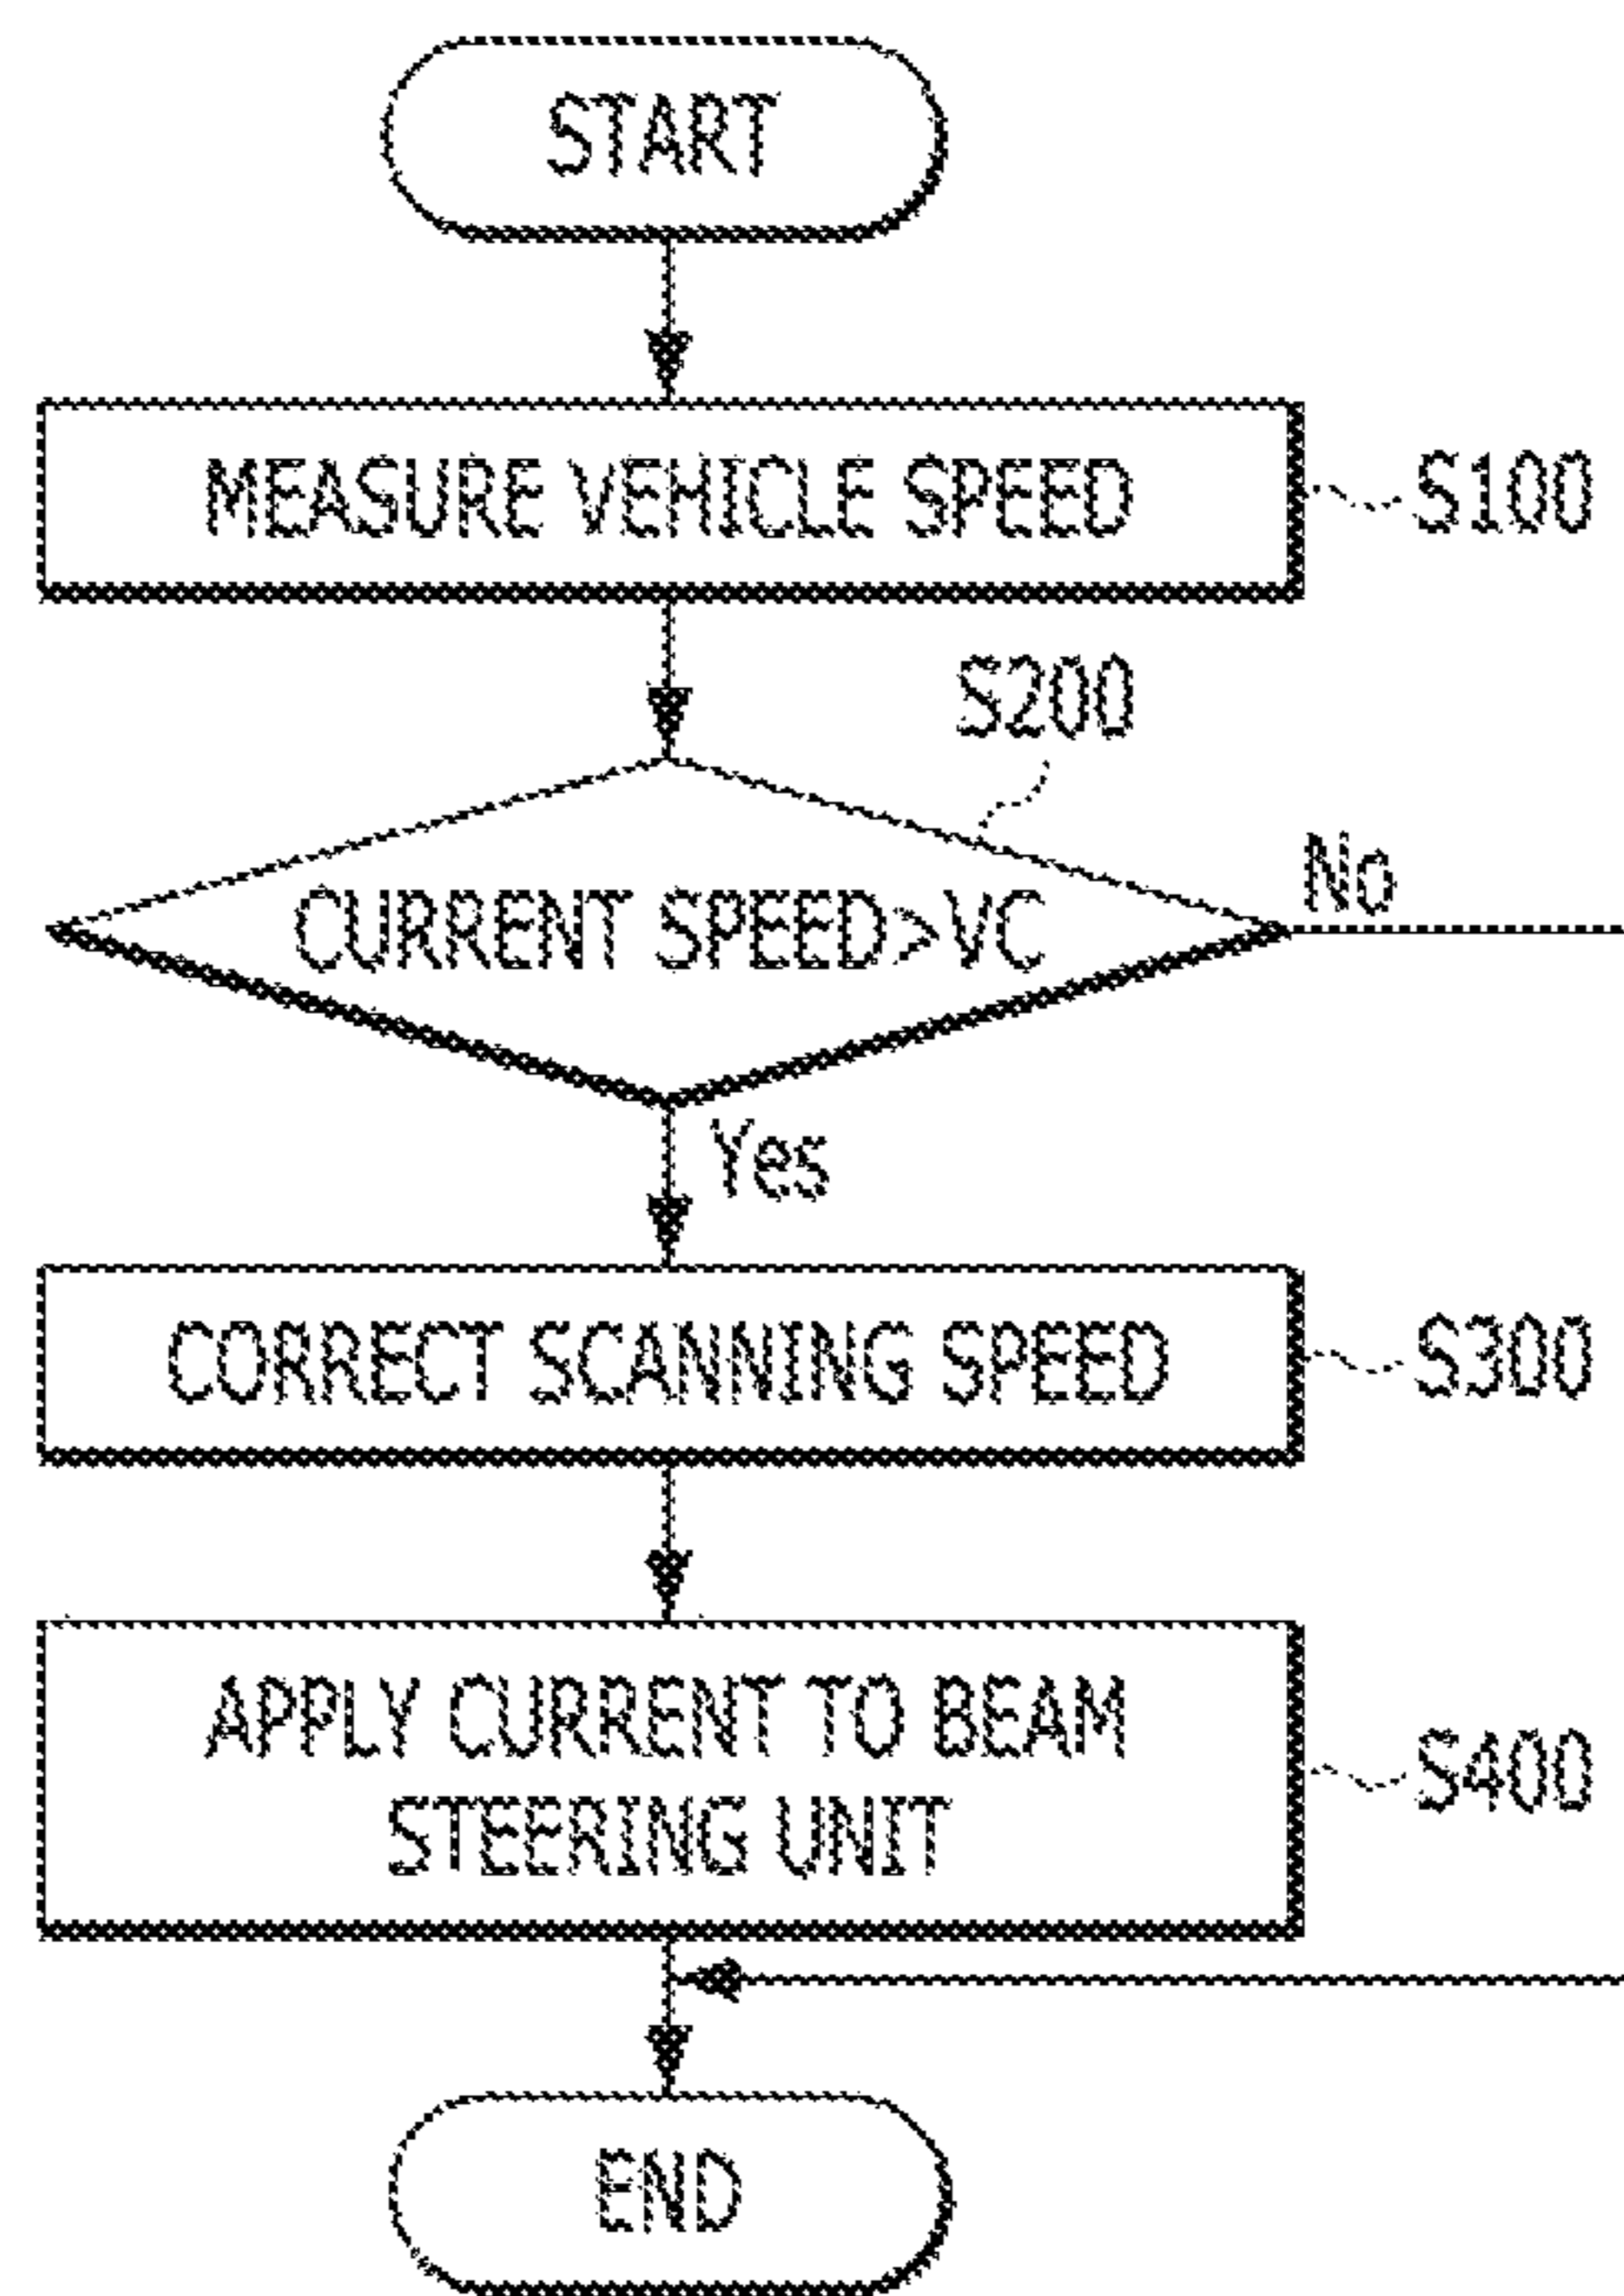 START
MEASURE VEHICLE SPEED
S100
S200
CURRENT SPEED>VC
No
Yes
CORRECT SCANNING SPEED
S300
APPLY CURRENT TO BEAM
STEERING UNIT
S400
END